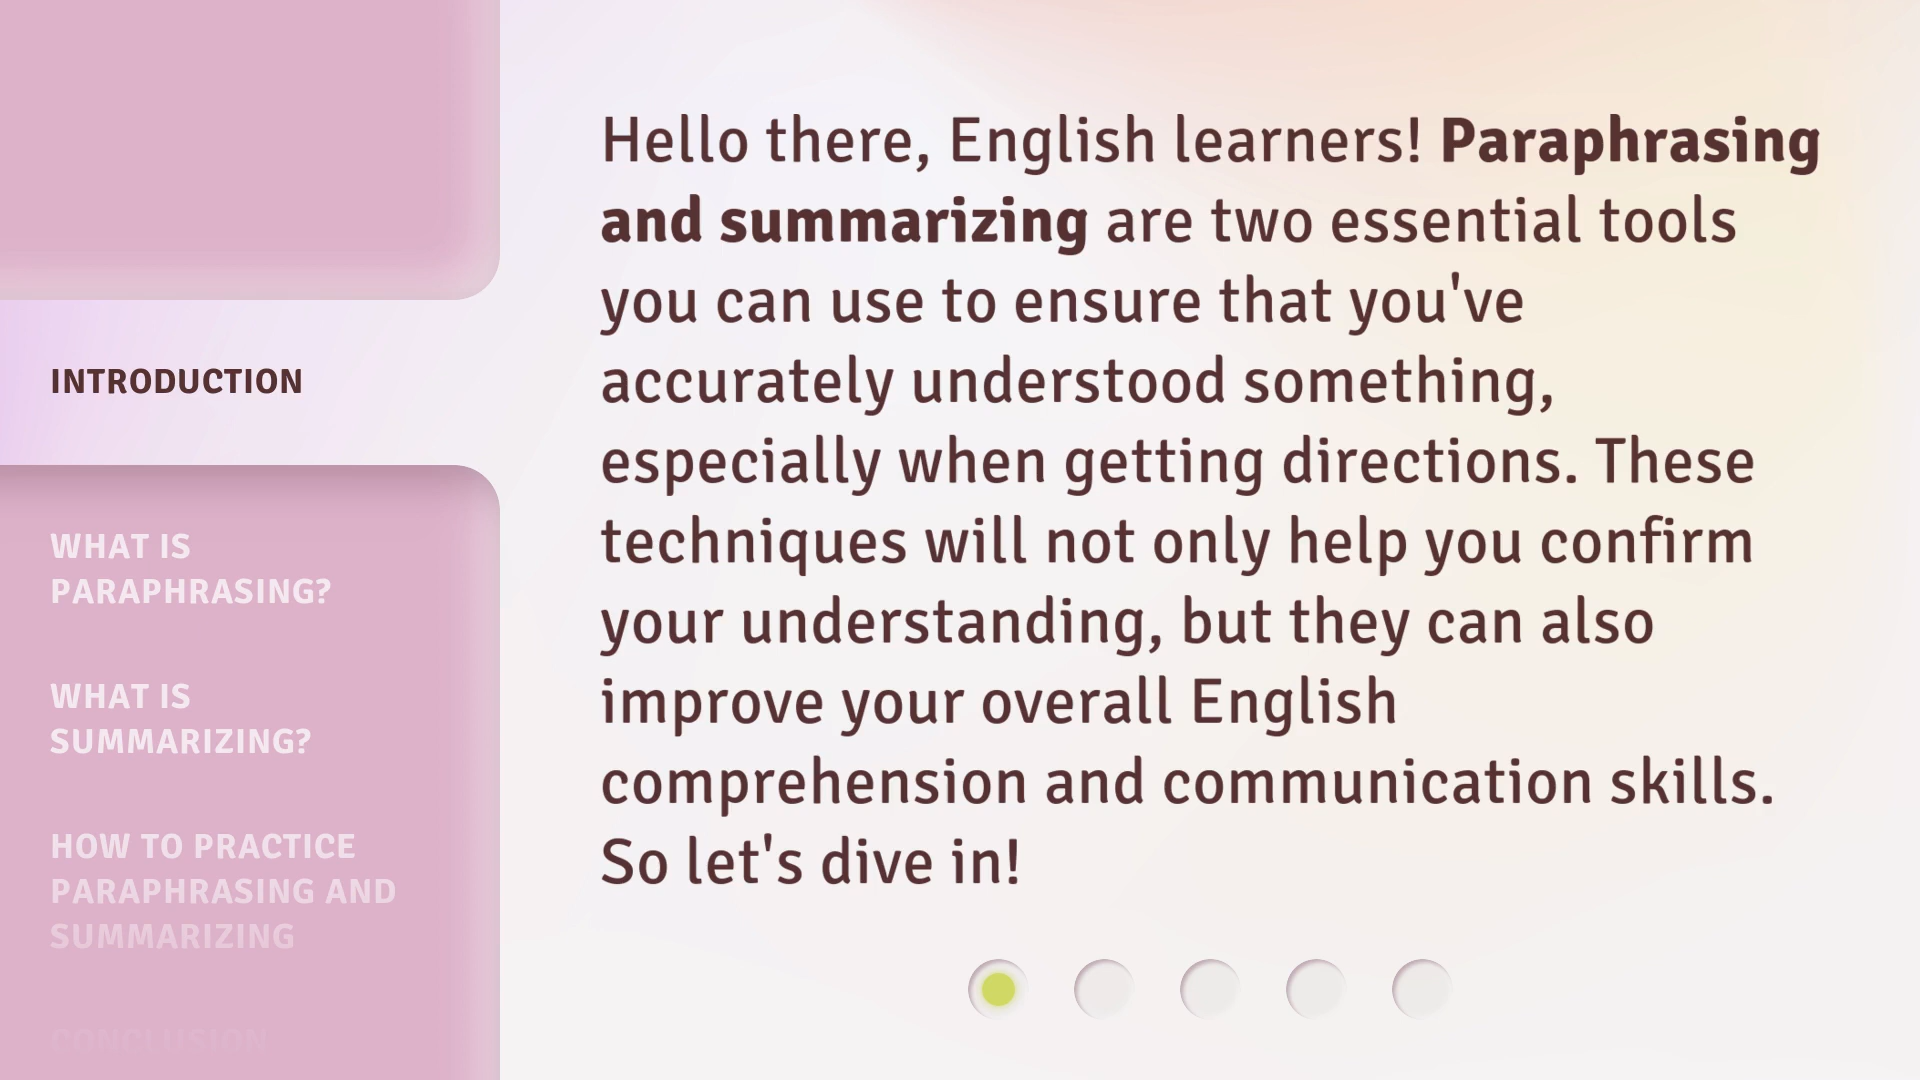 INTRODUCTION
WHAT IS
PARAPHRASING?
WHAT IS
SUMMARIZING?
HOW TO PRACTICE
PARAPHRASING AND
SUMMARIZING
CONCLUSION
Hello there, English learners! Paraphrasing
and summarizing are two essential tools
you can use to ensure that you've
accurately understood something,
especially when getting directions. These
techniques will not only help you confirm
your understanding, but they can also
improve your overall English
comprehension and communication skills.
So let's dive in!